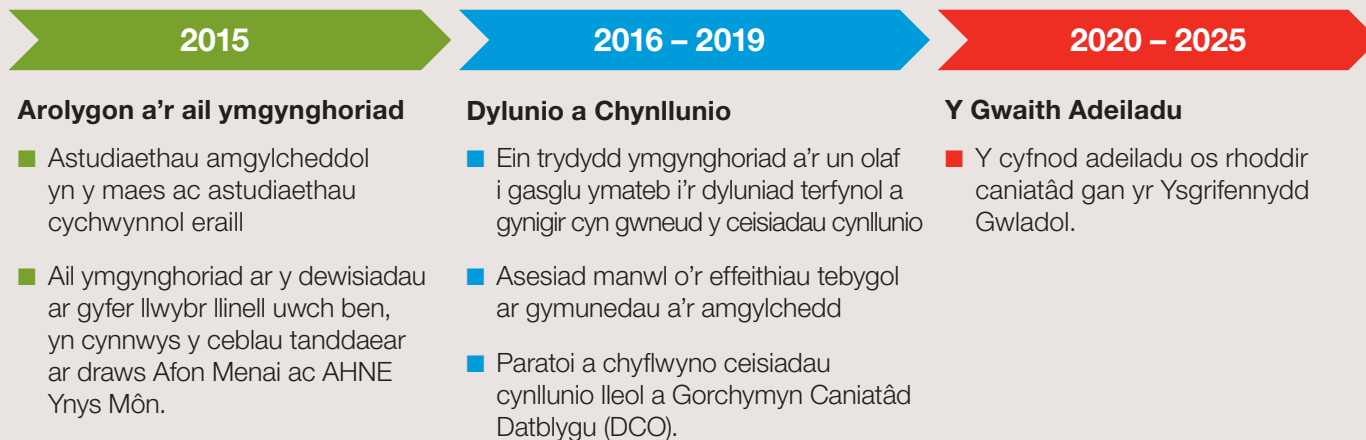 2015
Arolygon a'r ail ymgynghoriad
Astudiaethau amgylcheddol
yn y maes ac astudiaethau
cychwynnol eraill
Ail ymgynghoriad ar y dewisiadau
ar gyfer llwybr llinell uwch ben,
yn cynnwys y ceblau tanddaear
ar draws Afon Menai ac AHNE
Ynys Môn.
2016 – 2019
Dylunio a Chynllunio
Ein trydydd ymgynghoriad a'r un olaf
i gasglu ymateb i'r dyluniad terfynol a
gynigir cyn gwneud y ceisiadau cynllunio
Asesiad manwl o'r effeithiau tebygol
ar gymunedau a'r amgylchedd
Paratoi a chyflwyno ceisiadau
cynllunio lleol a Gorchymyn Caniatâd
Datblygu (DCO).
2020 – 2025
Y Gwaith Adeiladu
Y cyfnod adeiladu os rhoddir
caniatâd gan yr Ysgrifennydd
Gwladol.